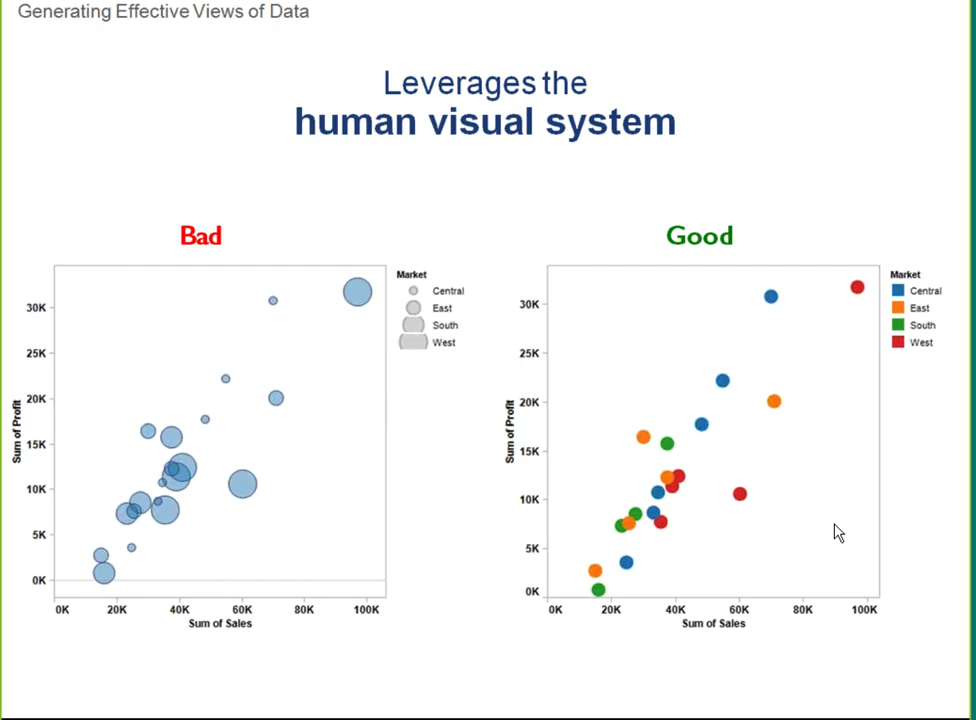 Generating Effective Views of Data
Leverages the
human visual system
Bad
Good
Market
Central
East
South
West
30K
25K
20K
15K
10K
5K
0K
Sum of Profit
0K 20K 40K 60K 80K 100K
Sum of Sales
Market
Central
East
South
West
30K
25K
20K
15K
10K
5K
0K
Sum of Profit
0K 20K 40K 60K 80K 100K
Sum of Sales